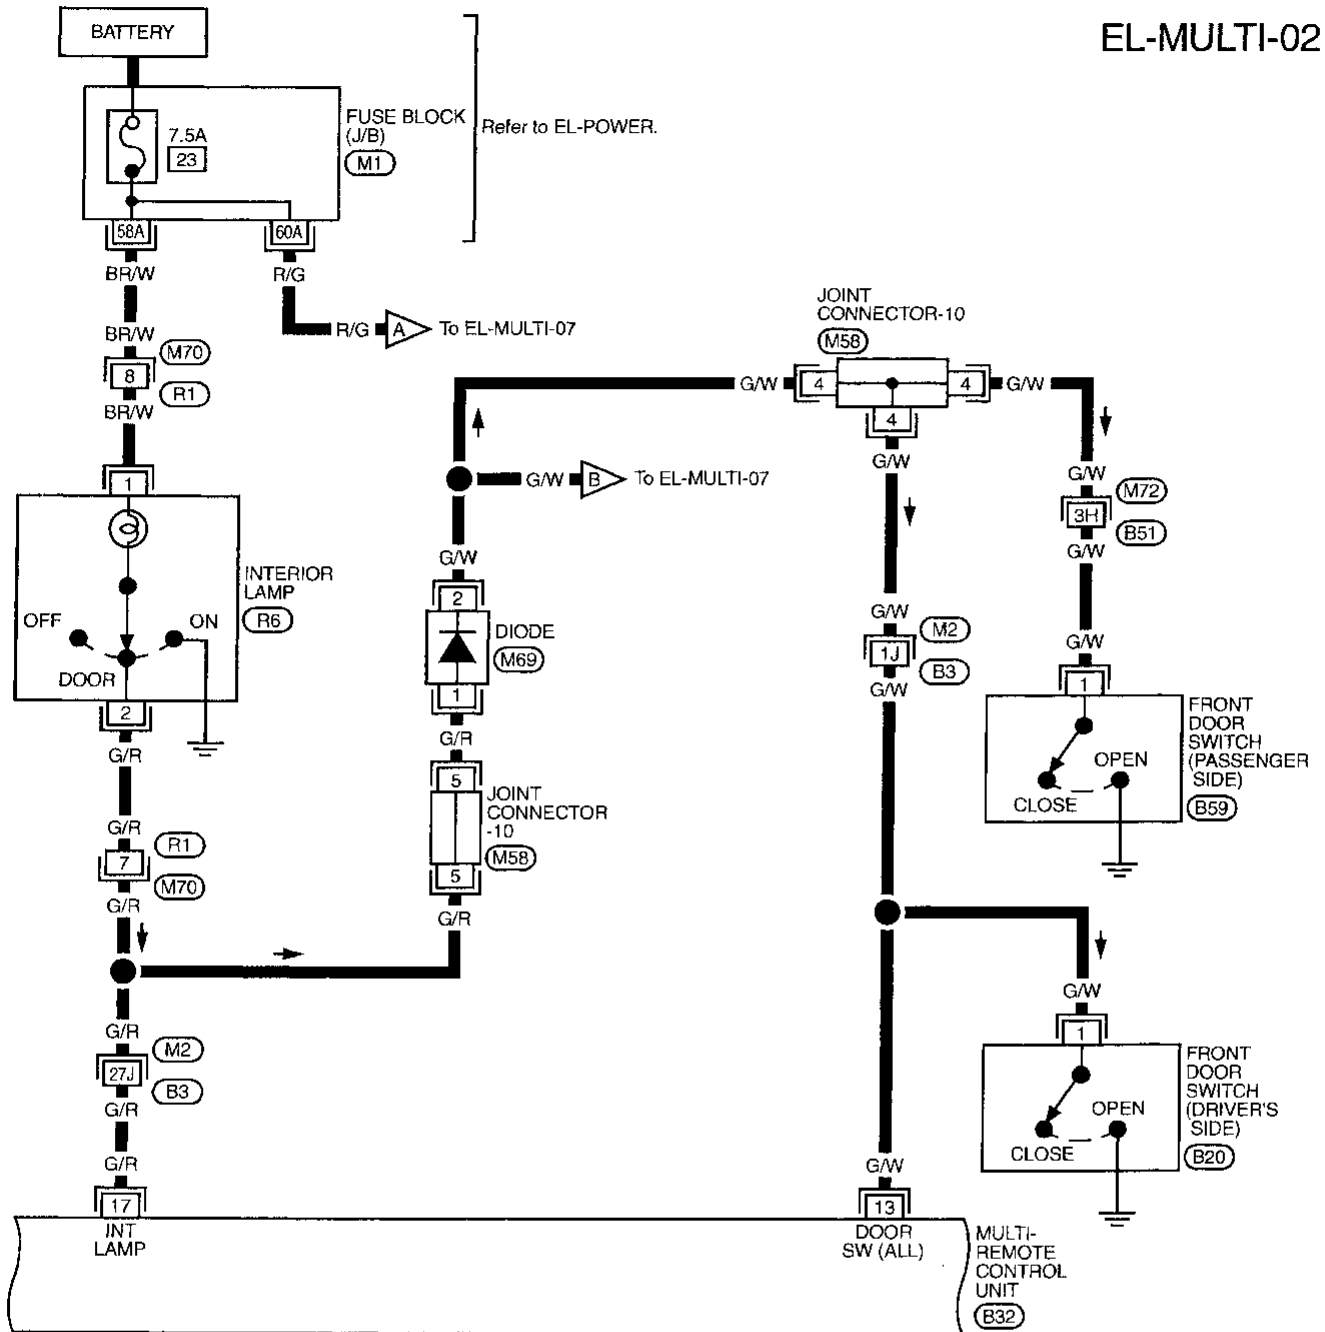 EL-MULTI-02
BATTERY
7.5A
23
FUSE BLOCK
(J/B)
M1
Refer to EL-POWER.
58A
60A
BR/W
R/G
BR/W
R/G
A
To EL-MULTI-07
M70
8
R1
BR/W
1
INTERIOR
LAMP
R6
OFF
ON
DOOR
2
G/R
G/R
R1
7
M70
G/R
G/R
M2
27J
B3
G/R
G/R
17
INT
LAMP
JOINT
CONNECTOR-10
M58
G/W
4
4
G/W
4
G/W
G/W
B
To EL-MULTI-07
G/W
2
DIODE
M69
1
G/R
5
JOINT
CONNECTOR
-10
M58
5
G/R
G/W
M2
1J
B3
G/W
G/W
M72
3H
B51
G/W
G/W
1
FRONT
DOOR
SWITCH
(PASSENGER
SIDE)
B59
OPEN
CLOSE
G/W
1
FRONT
DOOR
SWITCH
(DRIVER'S
SIDE)
B20
OPEN
CLOSE
G/W
13
DOOR
SW (ALL)
MULTI-
REMOTE
CONTROL
UNIT
B32